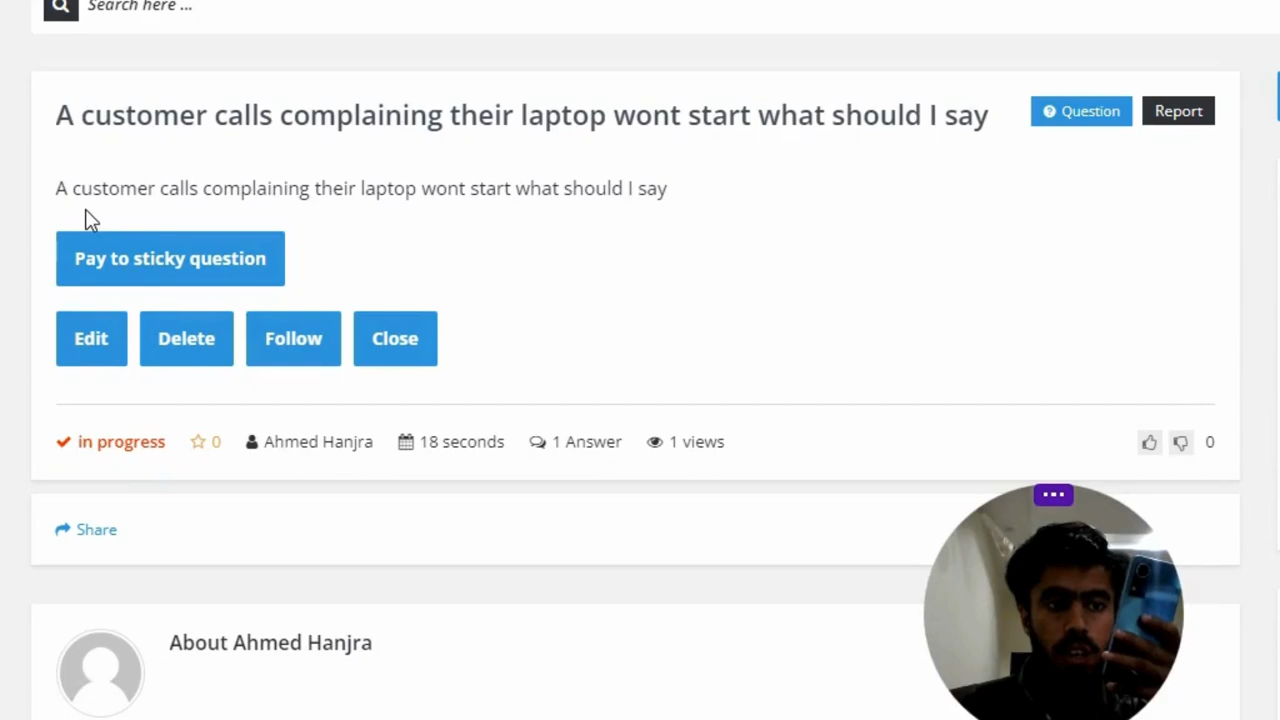 Search here ...
A customer calls complaining their laptop wont start what should I say
Question
Report
A customer calls complaining their laptop wont start what should I say
Pay to sticky question
Edit
Delete
Follow
Close
in progress
0
Ahmed Hanjra
18 seconds
1 Answer
1 views
0
Share
About Ahmed Hanjra